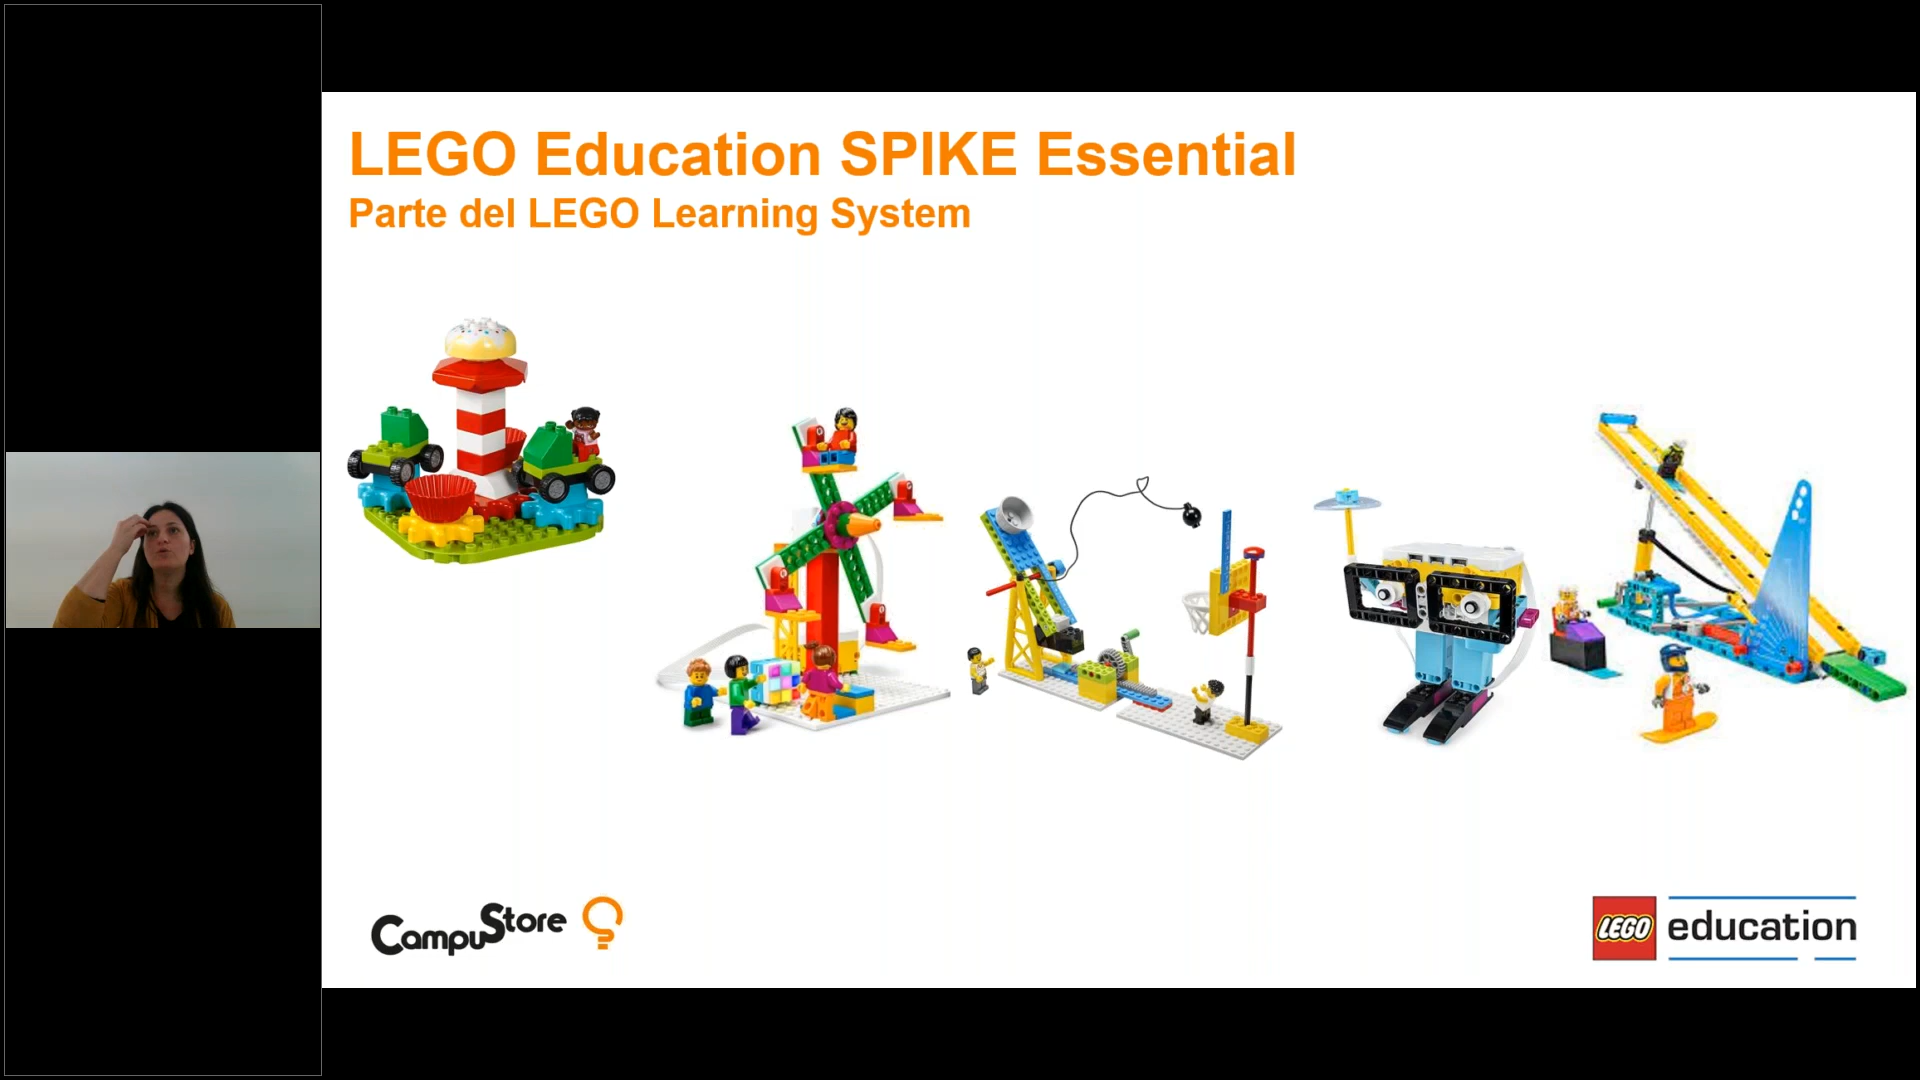 LEGO Education SPIKE Essential
Parte del LEGO Learning System
CampuStore
LEGO education